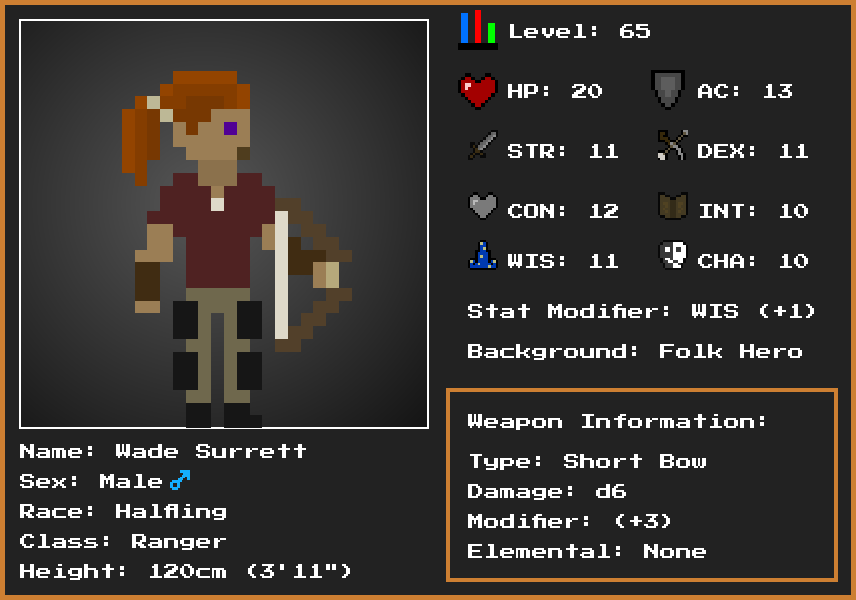 Level: 65
HP: 20 AC: 13
STR: 11 DEX: 11
CON: 12 INT: 10
WIS: 11 CHA: 10
Stat Modifier: WIS (+1)
Background: Folk Hero
Weapon Information:
Type: Short Bow
Damage: d6
Modifier: (+3)
Elemental: None
Name: Wade Surrett
Sex: Male♂
Race: Halfling
Class: Ranger
Height: 120cm (3'11")